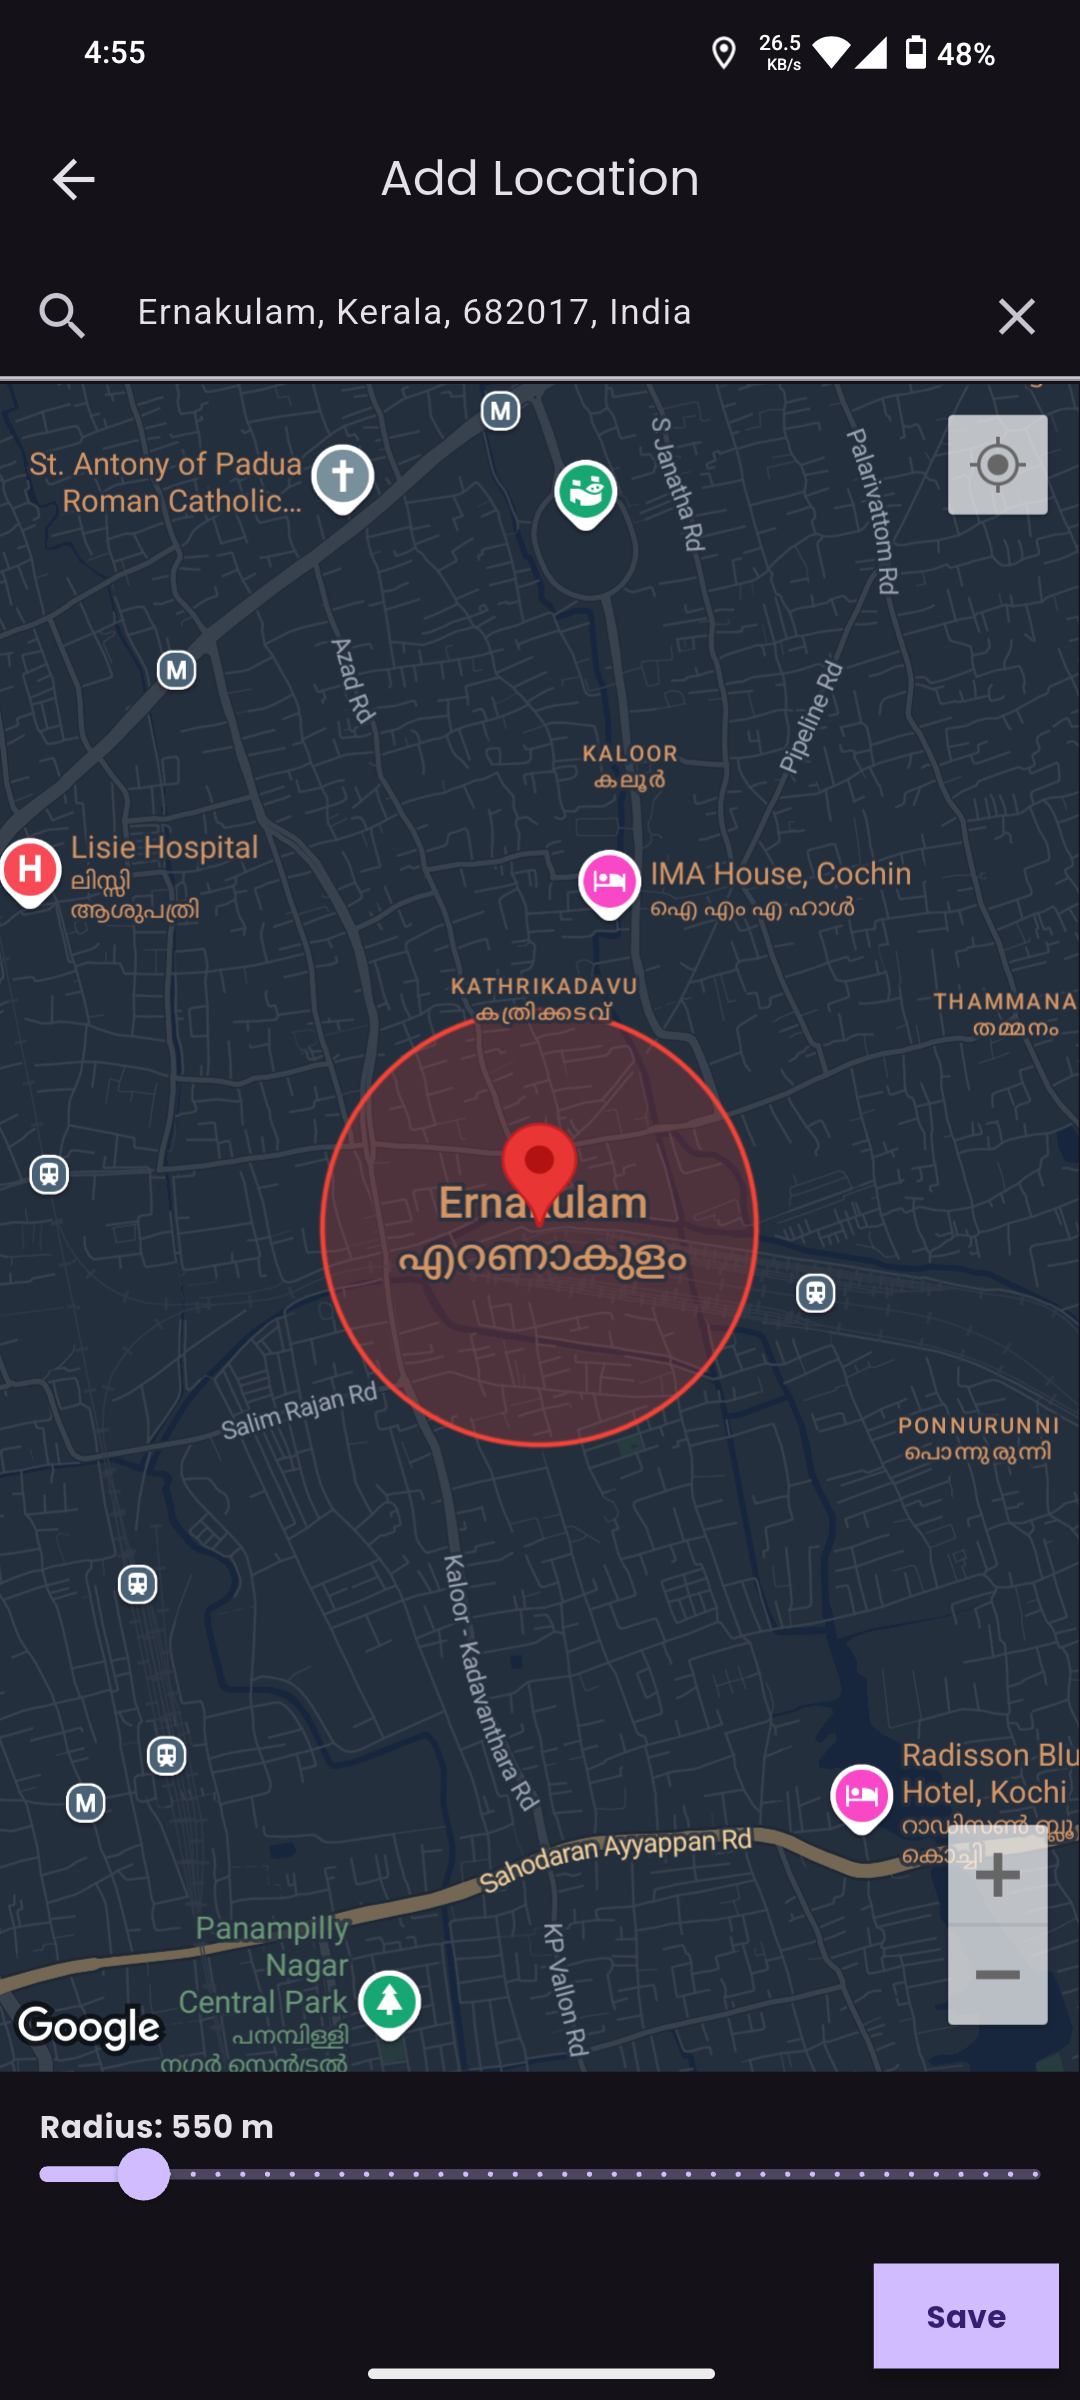 4:55
26.5
KB/s
48%
Add Location
Ernakulam, Kerala, 682017, India
M
St. Antony of Padua
Roman Catholic...
S Janatha Rd
Palarivattom Rd
M
Azad Rd
Pipeline Rd
KALOOR
കലൂർ
H
Lisie Hospital
ലിസ്സി
ആശുപത്രി
IMA House, Cochin
ഐ എം എ ഹാൾ
KATHRIKADAVU
കത്രിക്കടവ്
THAMMANA
തമ്മനം
Ernakulam
എറണാകുളം
Salim Rajan Rd
PONNURUNNI
പൊന്നുരുന്നി
Kaloor - Kadavanthara Rd
M
Radisson Blu
Hotel, Kochi
റാഡിസൺ ബ്ലൂ
കൊച്ചി
Sahodaran Ayyappan Rd
Panampilly
Nagar
Central Park
പനമ്പിള്ളി
നഗർ സെൻട്രൽ
KP Vallon Rd
Google
Radius: 550 m
Save